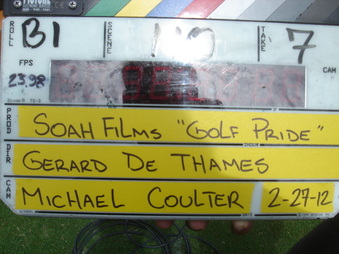 ROLL B1 SCENE TAKE 7
FPS CAM
23.98
PROD SOAH FILMS "GOLF PRIDE"
DIR GERARD DE THAMES
CAM MICHAEL COULTER 2-27-12